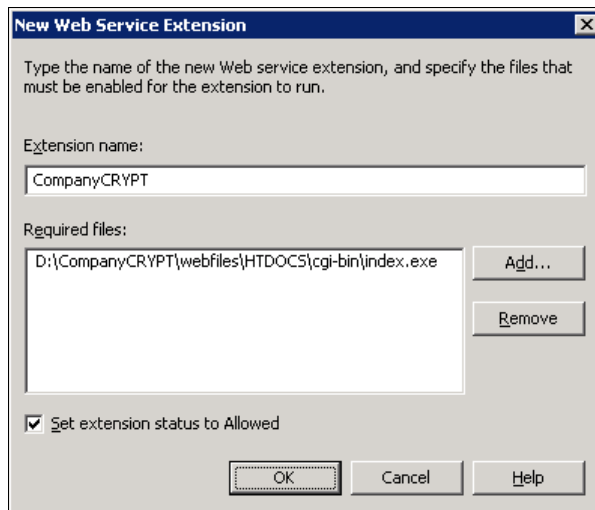 New Web Service Extension
Type the name of the new Web service extension, and specify the files that
must be enabled for the extension to run.
Extension name:
CompanyCRYPT
Required files:
D:\CompanyCRYPT\webfiles\HTDOCS\cgi-bin\index.exe
Add...
Remove
Set extension status to Allowed
OK
Cancel
Help